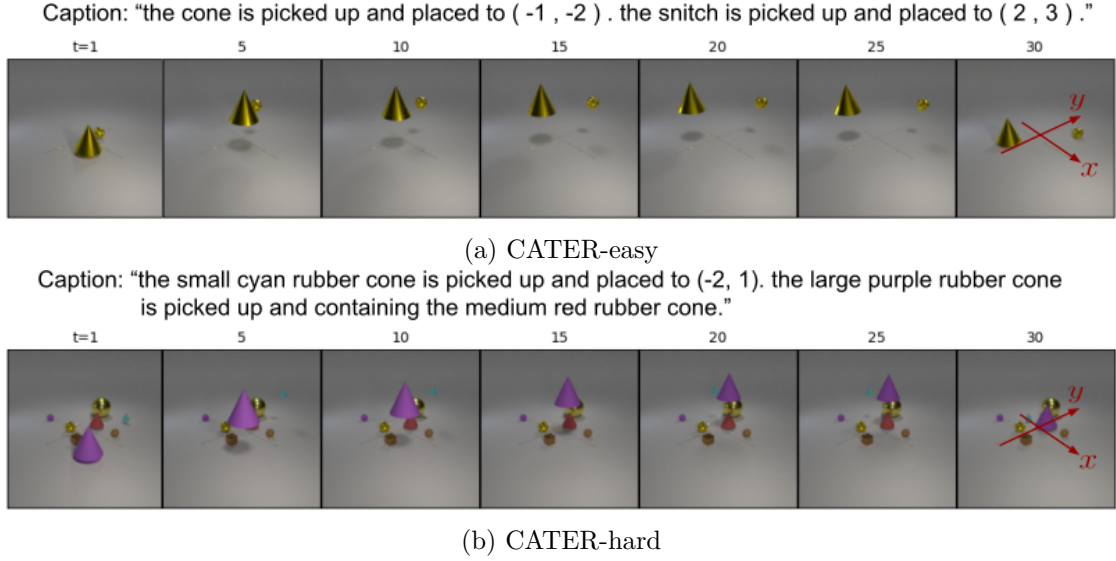 Caption: “the cone is picked up and placed to ( -1 , -2 ) . the snitch is picked up and placed to ( 2 , 3 ) .”
t=1 5 10 15 20 25 30
y
x
(a) CATER-easy
Caption: “the small cyan rubber cone is picked up and placed to (-2, 1). the large purple rubber cone
is picked up and containing the medium red rubber cone.”
t=1 5 10 15 20 25 30
y
x
(b) CATER-hard